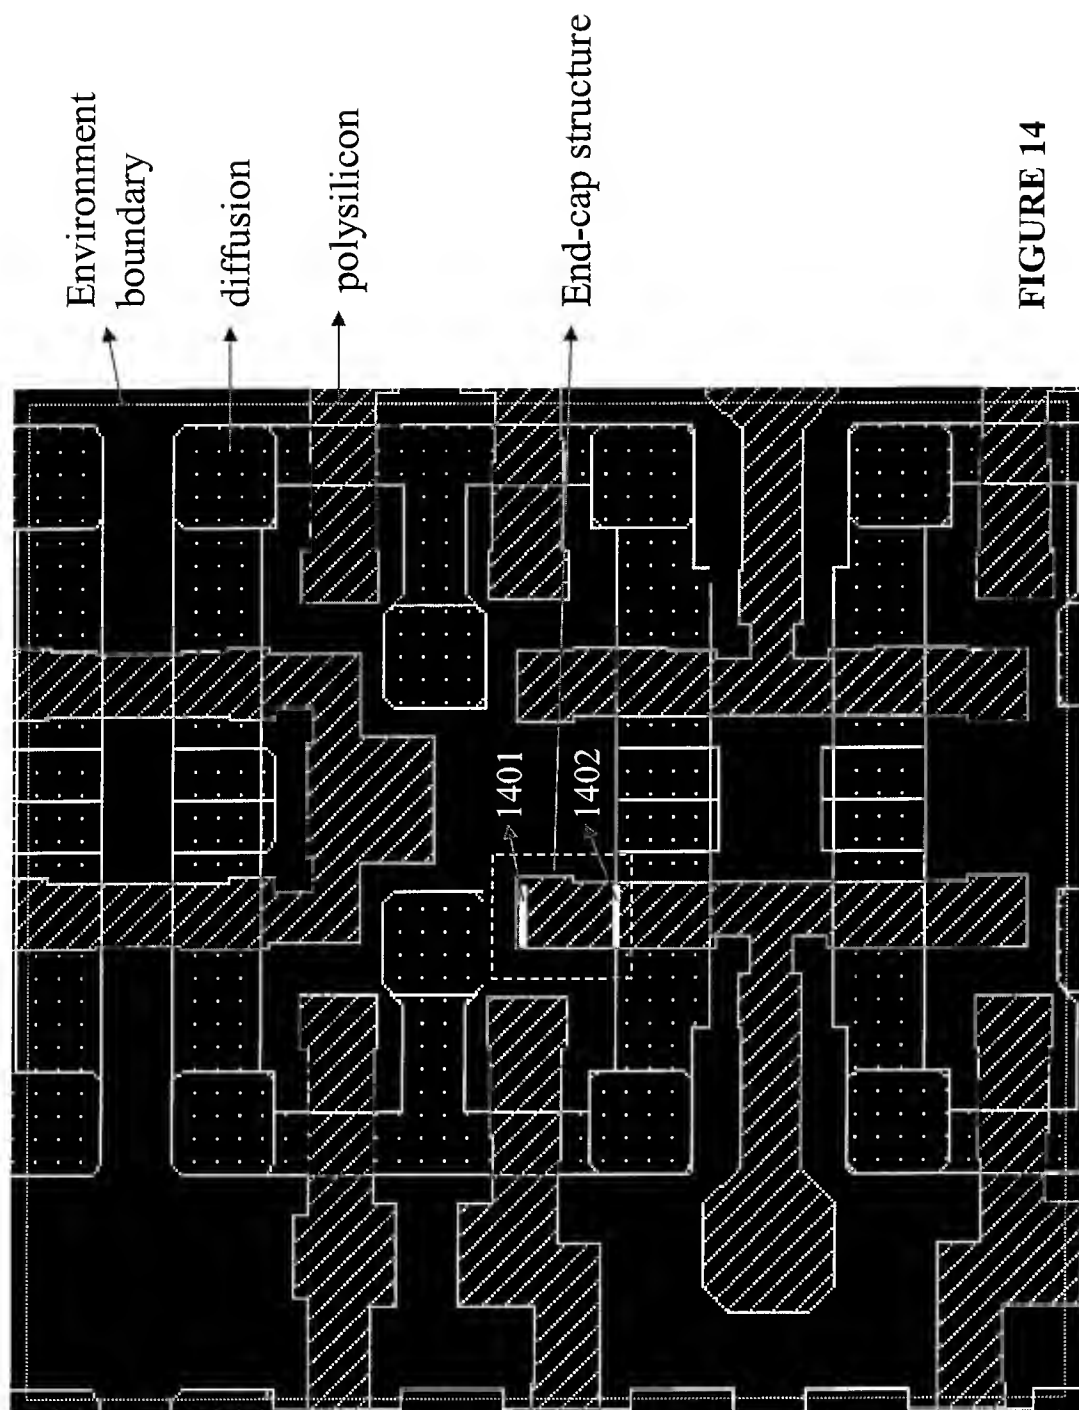 Environment
boundary
diffusion
polysilicon
End-cap structure
1401
1402
FIGURE 14